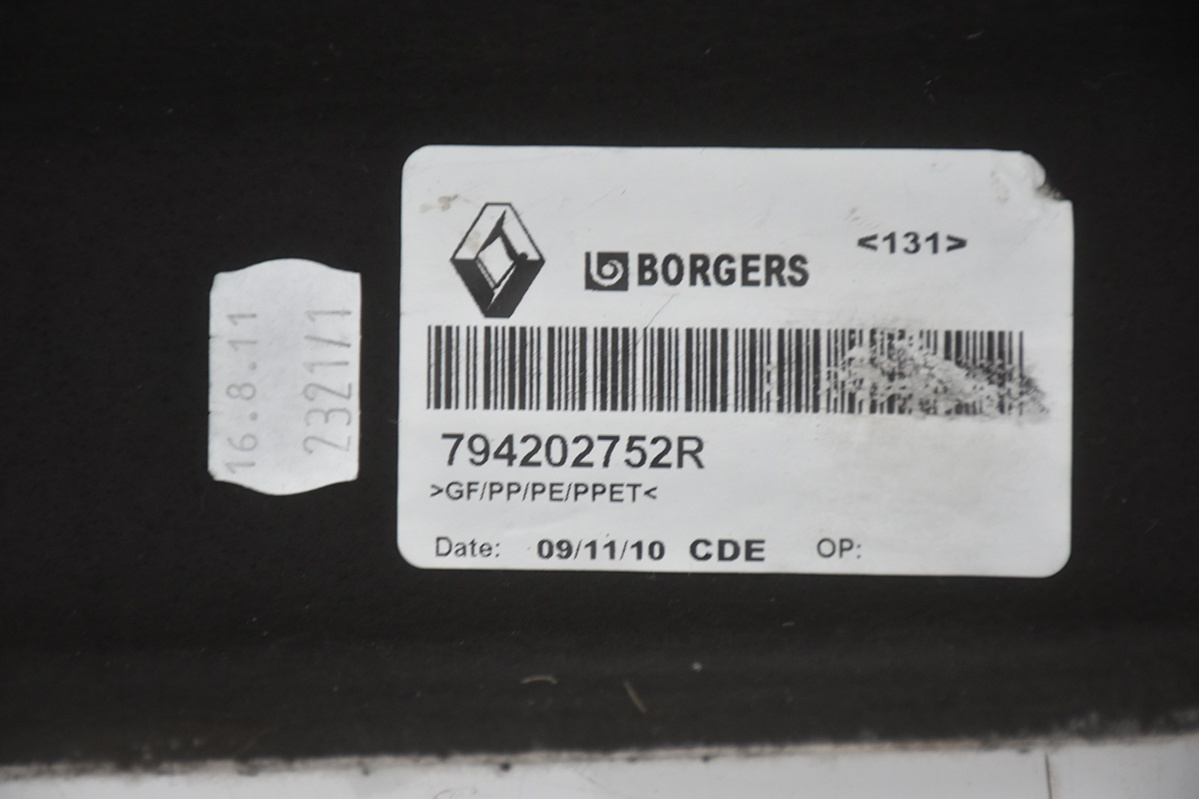 16.8.11
2321/1
<131>
BORGERS
794202752R
>GF/PP/PE/PPET<
Date: 09/11/10 CDE OP: